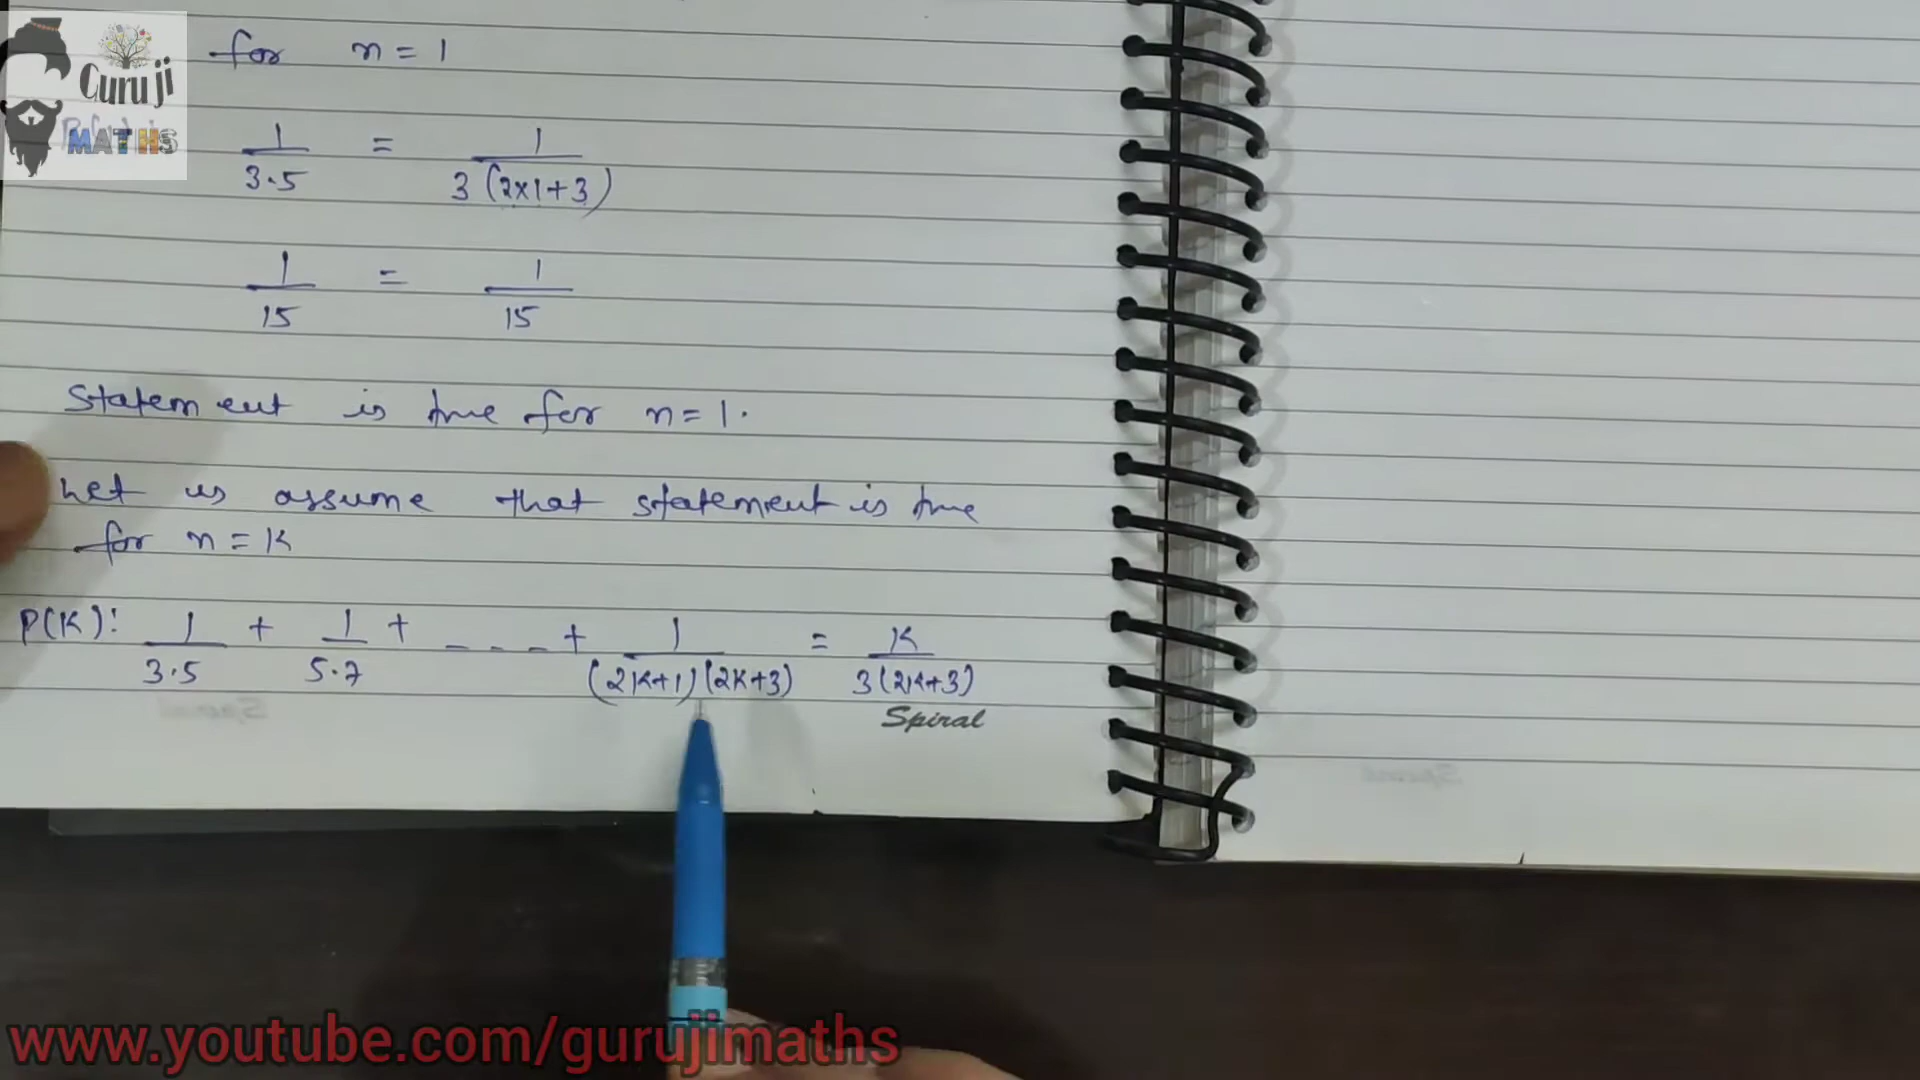 for n = 1
Guru ji
MATHS
1/3.5 = 1/3(2x1+3)
1/15 = 1/15
Statement is true for n=1.
Let us assume that statement is true
for n = K
P(K): 1/3.5 + 1/5.7 + - - - + 1/(2K+1)(2K+3) = K/3(2K+3)
Spiral
www.youtube.com/gurujimaths